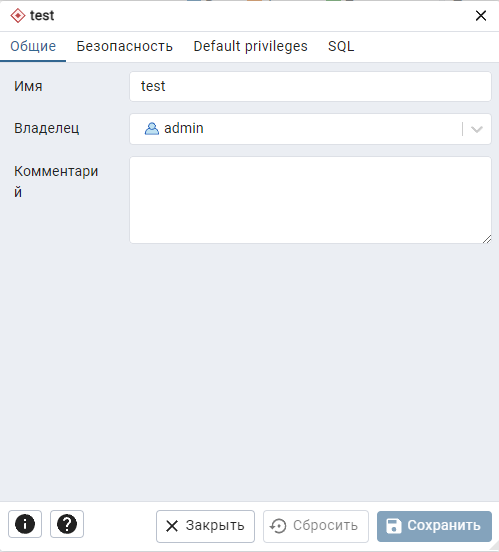 test
Общие Безопасность Default privileges SQL
Имя test
Владелец admin
Комментари
й
Закрыть Сбросить Сохранить